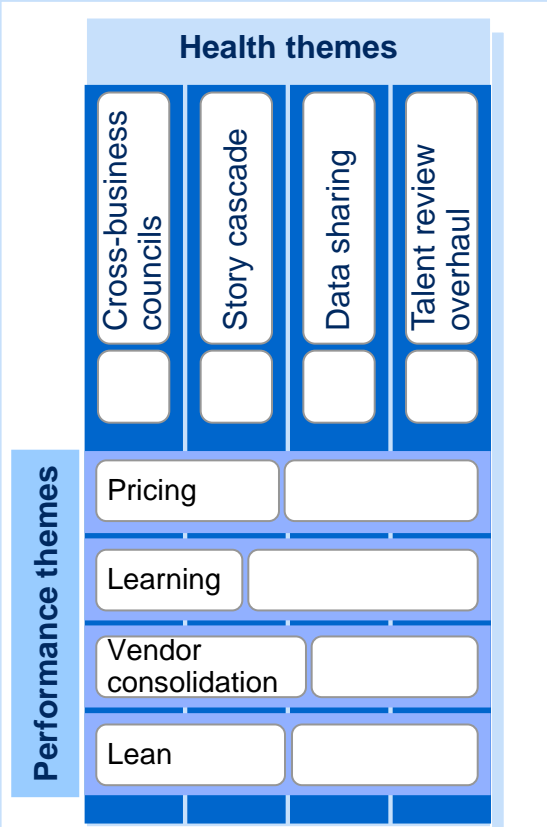 Health themes
Cross-business
councils
Story cascade
Data sharing
Talent review
overhaul
Performance themes
Pricing
Learning
Vendor
consolidation
Lean